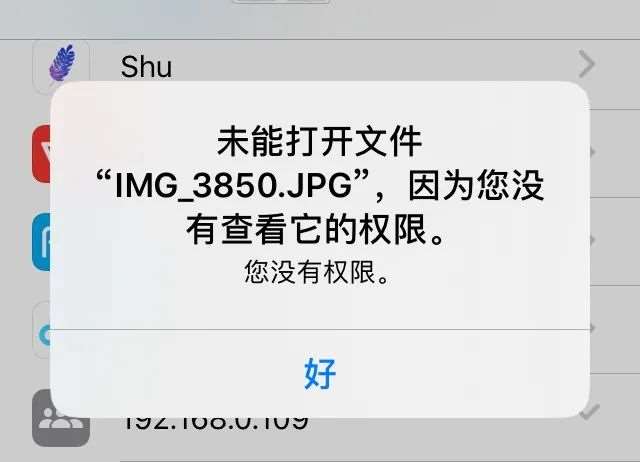 Shu
未能打开文件
“IMG_3850.JPG”，因为您没
有查看它的权限。
您没有权限。
好
192.168.0.109